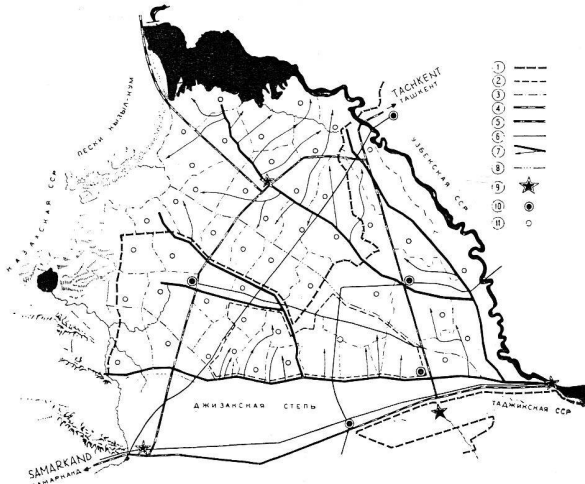 TACHKENT
ТАШКЕНТ
ПЕСКИ КЫЗЫЛ-КУМ
УЗБЕКСКАЯ ССР
КАЗАХСКАЯ ССР
1
2
3
4
5
6
7
8
9
10
11
ДЖИЗАКСКАЯ СТЕПЬ
ТАДЖИКСКАЯ ССР
SAMARKAND
САМАРКАНД